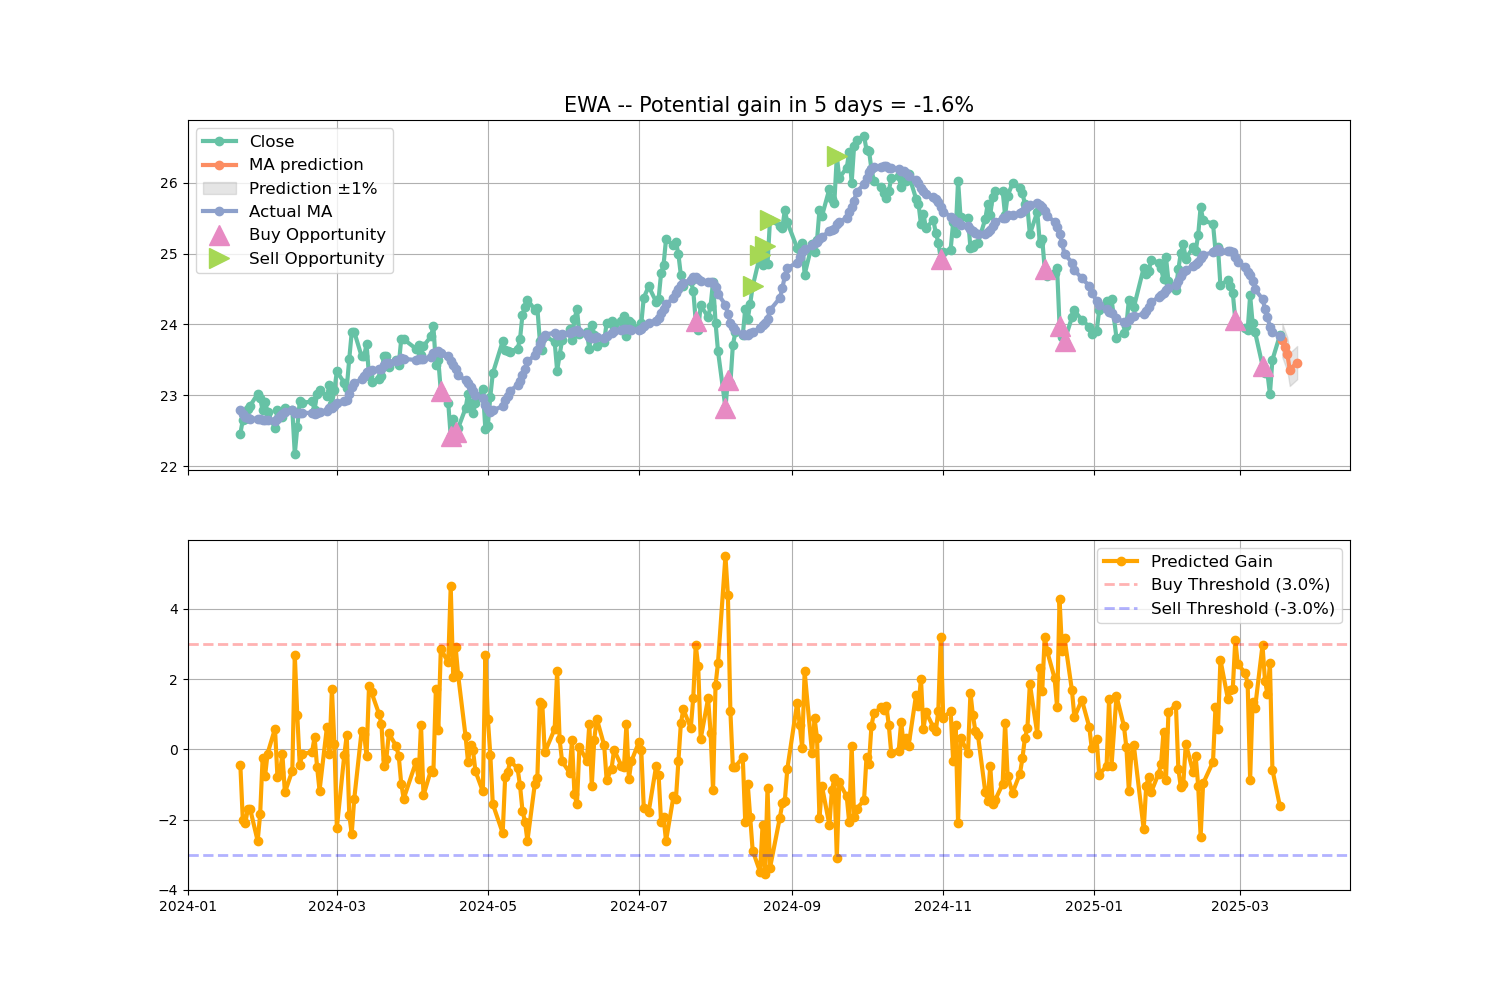 EWA -- Potential gain in 5 days = -1.6%
Close
MA prediction
Prediction ±1%
Actual MA
Buy Opportunity
Sell Opportunity
26
25
24
23
22
Predicted Gain
Buy Threshold (3.0%)
Sell Threshold (-3.0%)
4
2
0
−2
−4
2024-01 2024-03 2024-05 2024-07 2024-09 2024-11 2025-01 2025-03